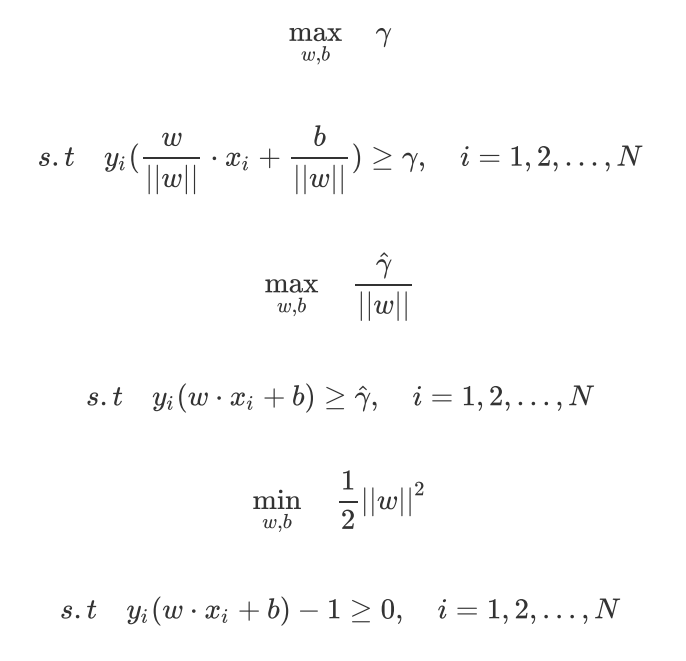 max_{w,b} γ
s.t y_i(w/||w|| · x_i + b/||w||) ≥ γ, i = 1,2,...,N
max_{w,b} γ̂/||w||
s.t y_i(w · x_i + b) ≥ γ̂, i = 1,2,...,N
min_{w,b} 1/2||w||²
s.t y_i(w · x_i + b) − 1 ≥ 0, i = 1,2,...,N